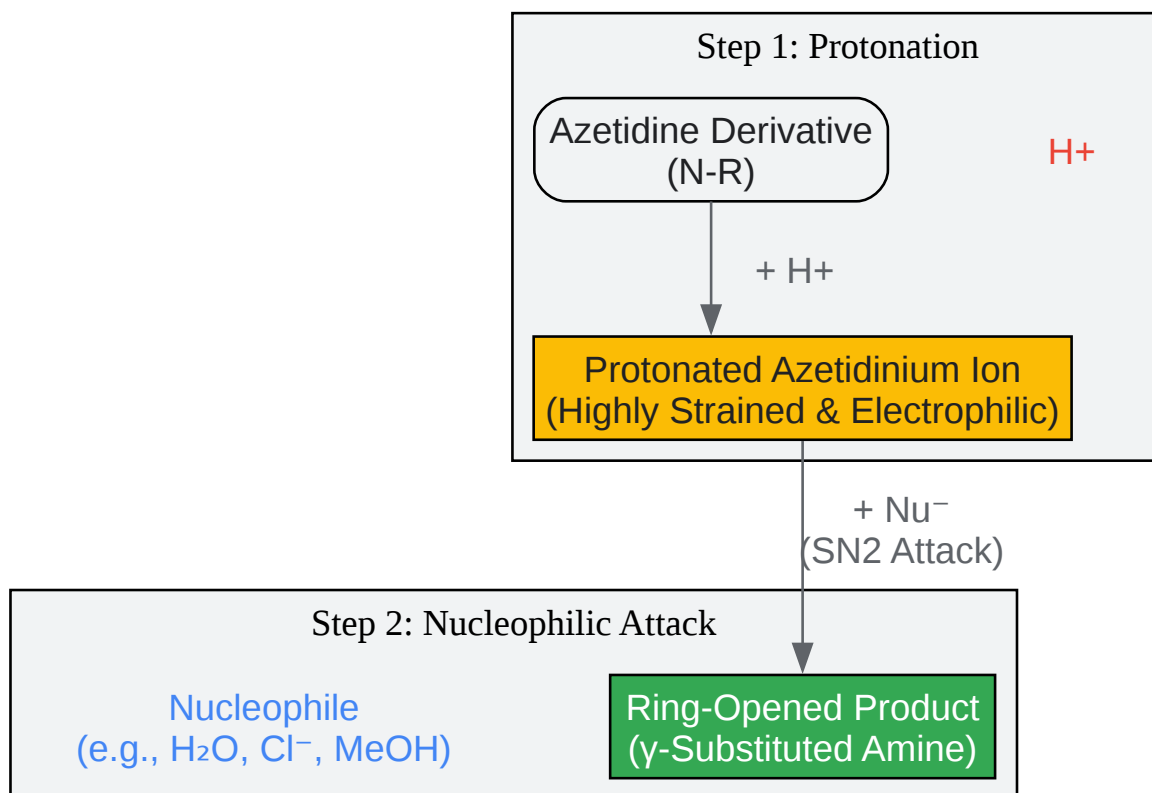 Step 1: Protonation
Azetidine Derivative
(N-R)
H+
+ H+
Protonated Azetidinium Ion
(Highly Strained & Electrophilic)
+ Nu⁻
(SN2 Attack)
Step 2: Nucleophilic Attack
Nucleophile
(e.g., H₂O, Cl⁻, MeOH)
Ring-Opened Product
(γ-Substituted Amine)